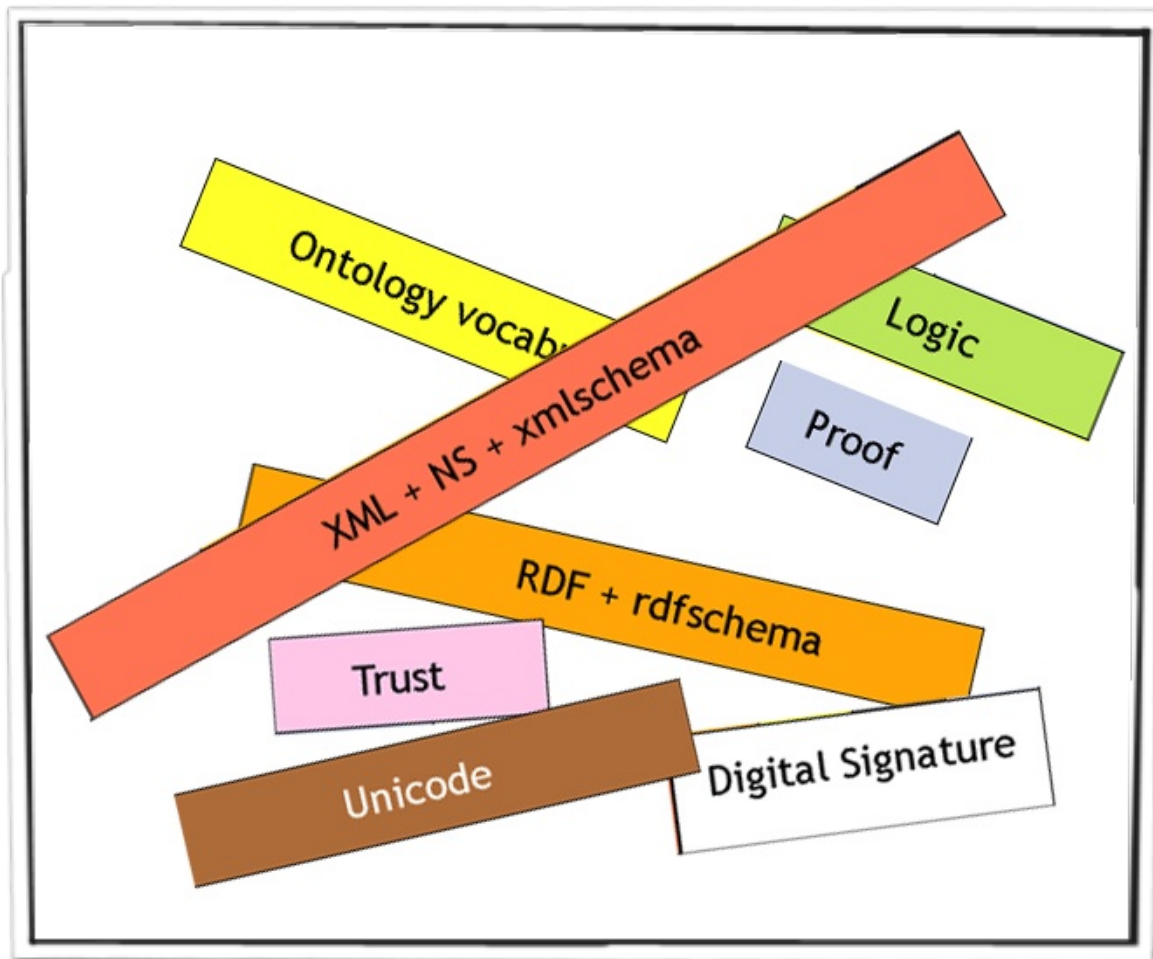 Ontology vocab
Logic
XML + NS + xmlschema
Proof
RDF + rdfschema
Trust
Digital Signature
Unicode